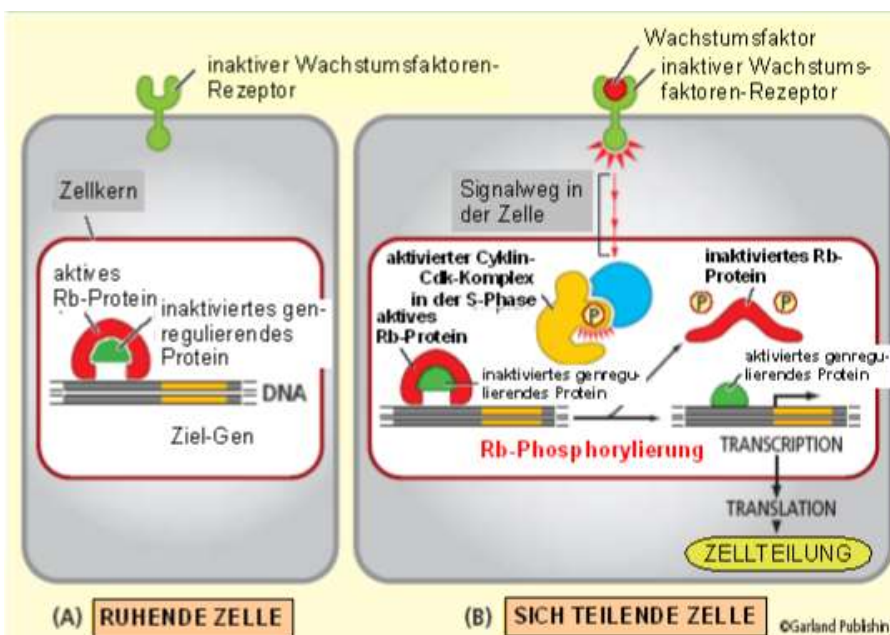 inaktiver Wachstumsfaktoren-
Rezeptor
Zellkern
aktives
Rb-Protein
inaktiviertes gen-
regulierendes
Protein
DNA
Ziel-Gen
(A) RUHENDE ZELLE
Wachstumsfaktor
inaktiver Wachstums-
faktoren-Rezeptor
Signalweg in
der Zelle
aktivierter Cyklin-
Cdk-Komplex
in der S-Phase
aktives
Rb-Protein
P
inaktiviertes Rb-
Protein
P
P
inaktiviertes genregu-
lierendes Protein
aktiviertes genregu-
lierendes Protein
Rb-Phosphorylierung
TRANSCRIPTION
TRANSLATION
ZELLTEILUNG
(B) SICH TEILENDE ZELLE
©Garland Publishin